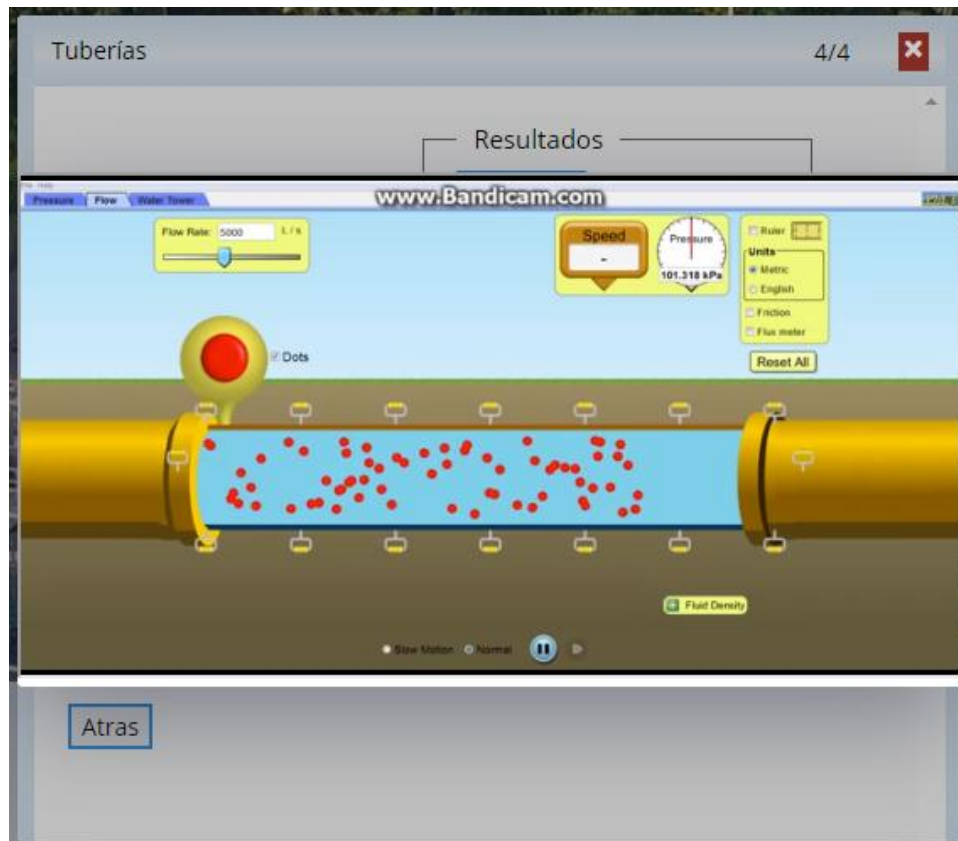 Tuberías 4/4
Resultados
www.Bandicam.com
Pressure Flow Water Tower
Flow Rate: 5000 L / s
Speed
-
Pressure
101.318 kPa
Ruler
Units
Metric
English
Friction
Flux meter
Reset All
Dots
Fluid Density
Slow Motion Normal
Atras